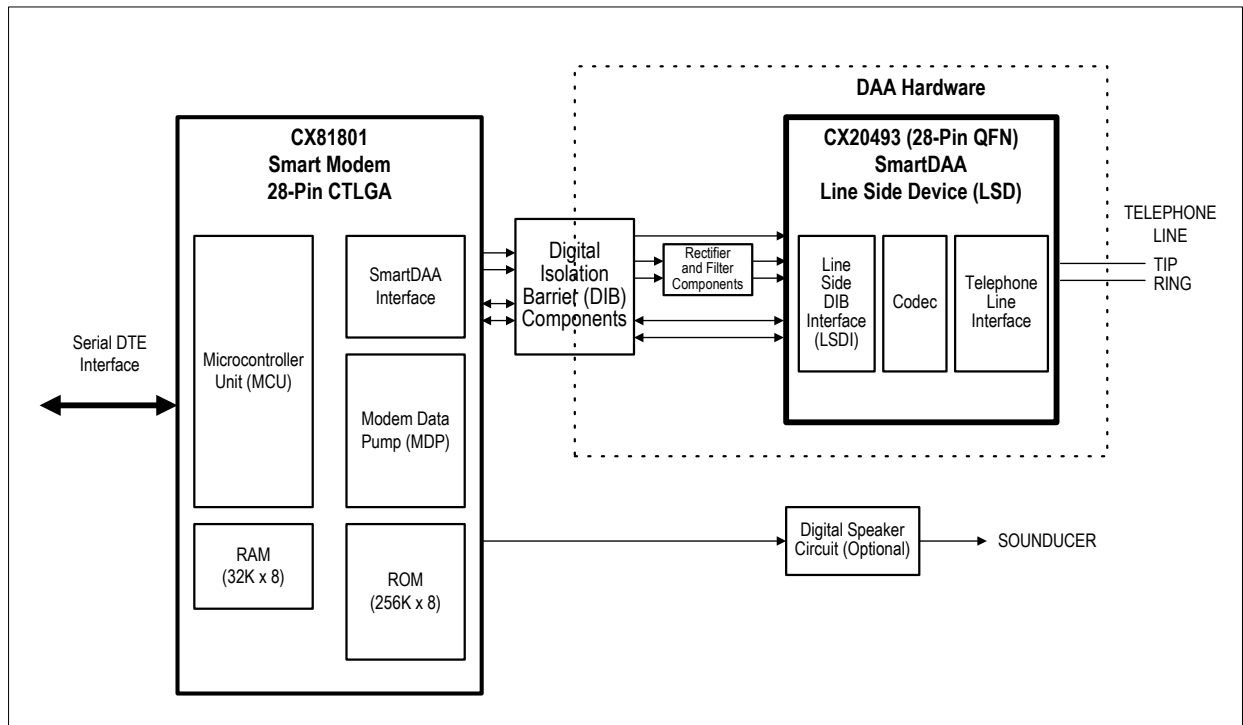 DAA Hardware
CX81801
Smart Modem
28-Pin CTLGA
CX20493 (28-Pin QFN)
SmartDAA
Line Side Device (LSD)
Serial DTE
Interface
Microcontroller
Unit (MCU)
SmartDAA
Interface
Modem Data
Pump (MDP)
RAM
(32K x 8)
ROM
(256K x 8)
Digital
Isolation
Barrier (DIB)
Components
Rectifier
and Filter
Components
Line
Side
DIB
Interface
(LSDI)
Codec
Telephone
Line
Interface
TELEPHONE
LINE
TIP
RING
Digital Speaker
Circuit (Optional)
SOUNDUCER